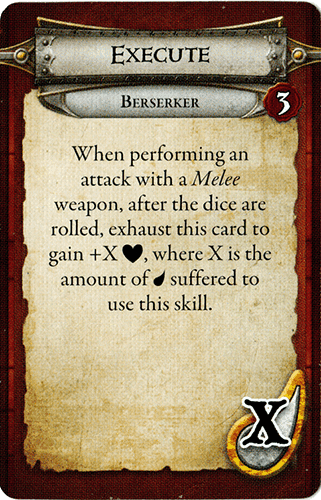 EXECUTE
BERSERKER
3
When performing an
attack with a Melee
weapon, after the dice are
rolled, exhaust this card to
gain +X ♥, where X is the
amount of 💧 suffered to
use this skill.
X